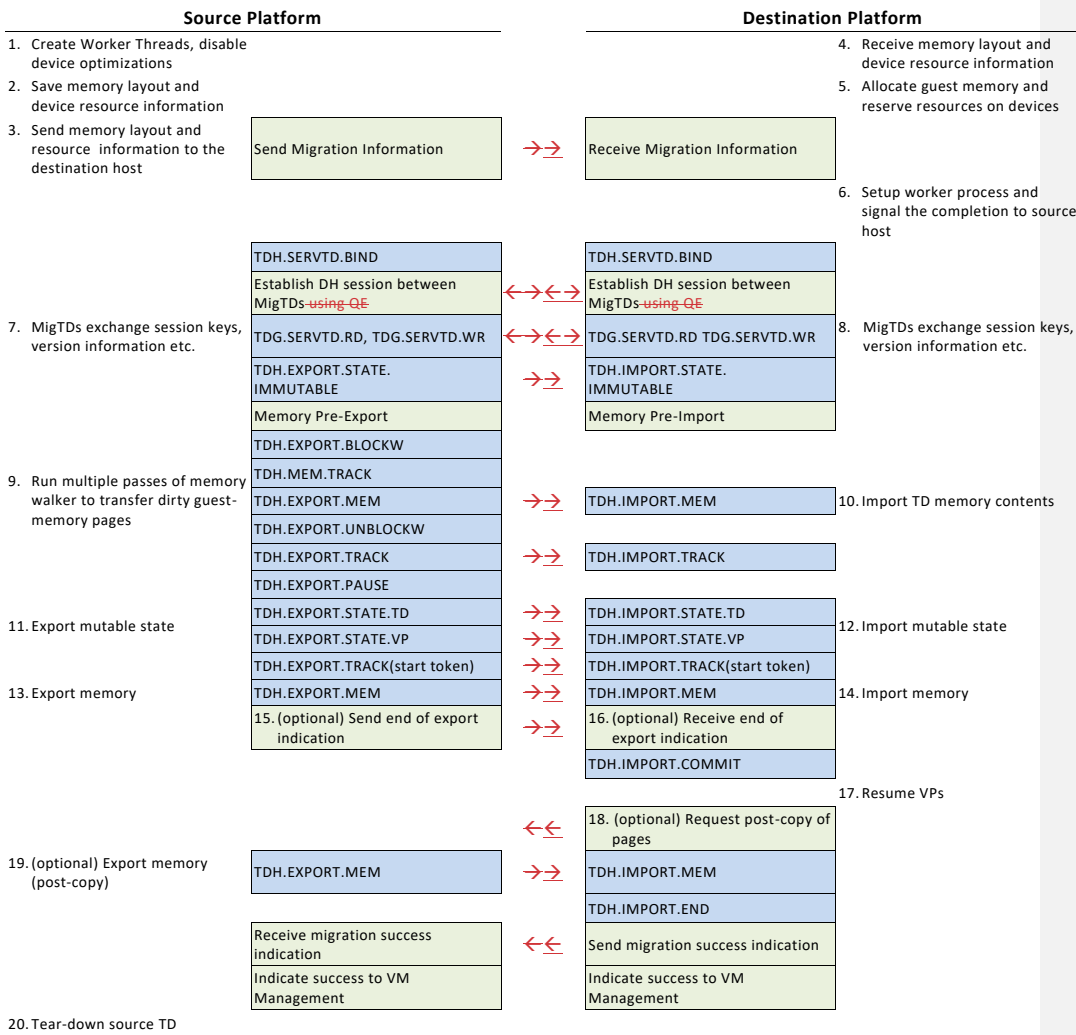 Source Platform
Destination Platform
1. Create Worker Threads, disable
device optimizations
2. Save memory layout and
device resource information
3. Send memory layout and
resource information to the
destination host
Send Migration Information
→→
Receive Migration Information
4. Receive memory layout and
device resource information
5. Allocate guest memory and
reserve resources on devices
6. Setup worker process and
signal the completion to source
host
TDH.SERVTD.BIND
TDH.SERVTD.BIND
Establish DH session between
MigTDs using QE
←→←→
Establish DH session between
MigTDs using QE
7. MigTDs exchange session keys,
version information etc.
TDG.SERVTD.RD, TDG.SERVTD.WR
←→←→
TDG.SERVTD.RD TDG.SERVTD.WR
8. MigTDs exchange session keys,
version information etc.
TDH.EXPORT.STATE.
IMMUTABLE
→→
TDH.IMPORT.STATE.
IMMUTABLE
Memory Pre-Export
Memory Pre-Import
9. Run multiple passes of memory
walker to transfer dirty guest-
memory pages
TDH.EXPORT.BLOCKW
TDH.MEM.TRACK
TDH.EXPORT.MEM
→→
TDH.IMPORT.MEM
10. Import TD memory contents
TDH.EXPORT.UNBLOCKW
TDH.EXPORT.TRACK
→→
TDH.IMPORT.TRACK
TDH.EXPORT.PAUSE
11. Export mutable state
TDH.EXPORT.STATE.TD
→→
TDH.IMPORT.STATE.TD
12. Import mutable state
TDH.EXPORT.STATE.VP
→→
TDH.IMPORT.STATE.VP
TDH.EXPORT.TRACK(start token)
→→
TDH.IMPORT.TRACK(start token)
13. Export memory
TDH.EXPORT.MEM
→→
TDH.IMPORT.MEM
14. Import memory
15. (optional) Send end of export
indication
→→
16. (optional) Receive end of
export indication
TDH.IMPORT.COMMIT
17. Resume VPs
←←
18. (optional) Request post-copy of
pages
19. (optional) Export memory
(post-copy)
TDH.EXPORT.MEM
→→
TDH.IMPORT.MEM
TDH.IMPORT.END
Receive migration success
indication
←←
Send migration success indication
Indicate success to VM
Management
Indicate success to VM
Management
20. Tear-down source TD